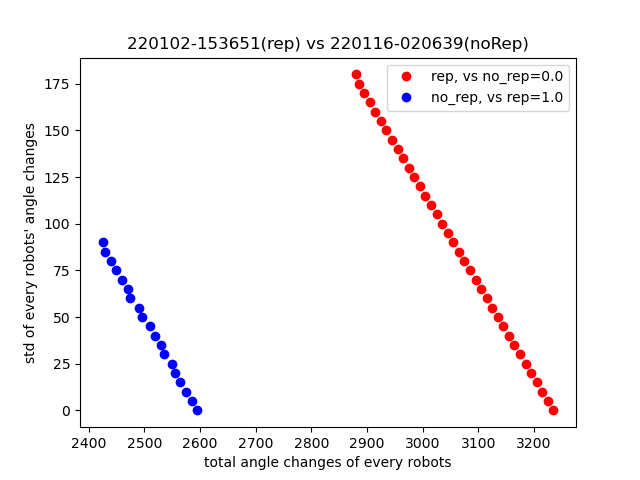 220102-153651(rep) vs 220116-020639(noRep)
rep, vs no_rep=0.0
no_rep, vs rep=1.0
std of every robots' angle changes
175
150
125
100
75
50
25
0
2400 2500 2600 2700 2800 2900 3000 3100 3200
total angle changes of every robots